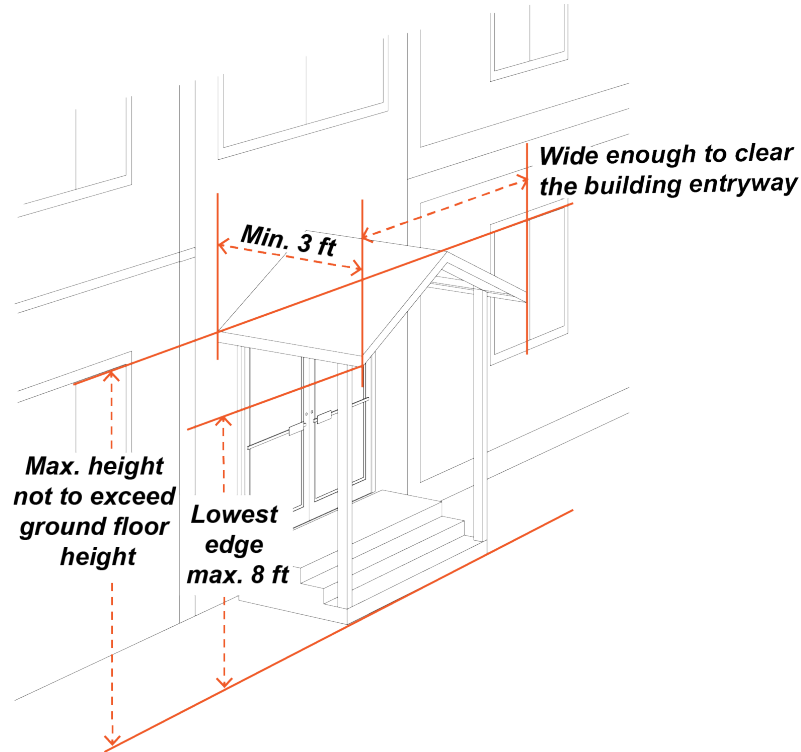 Wide enough to clear
the building entryway
Min. 3 ft
Max. height
not to exceed
ground floor
height
Lowest
edge
max. 8 ft